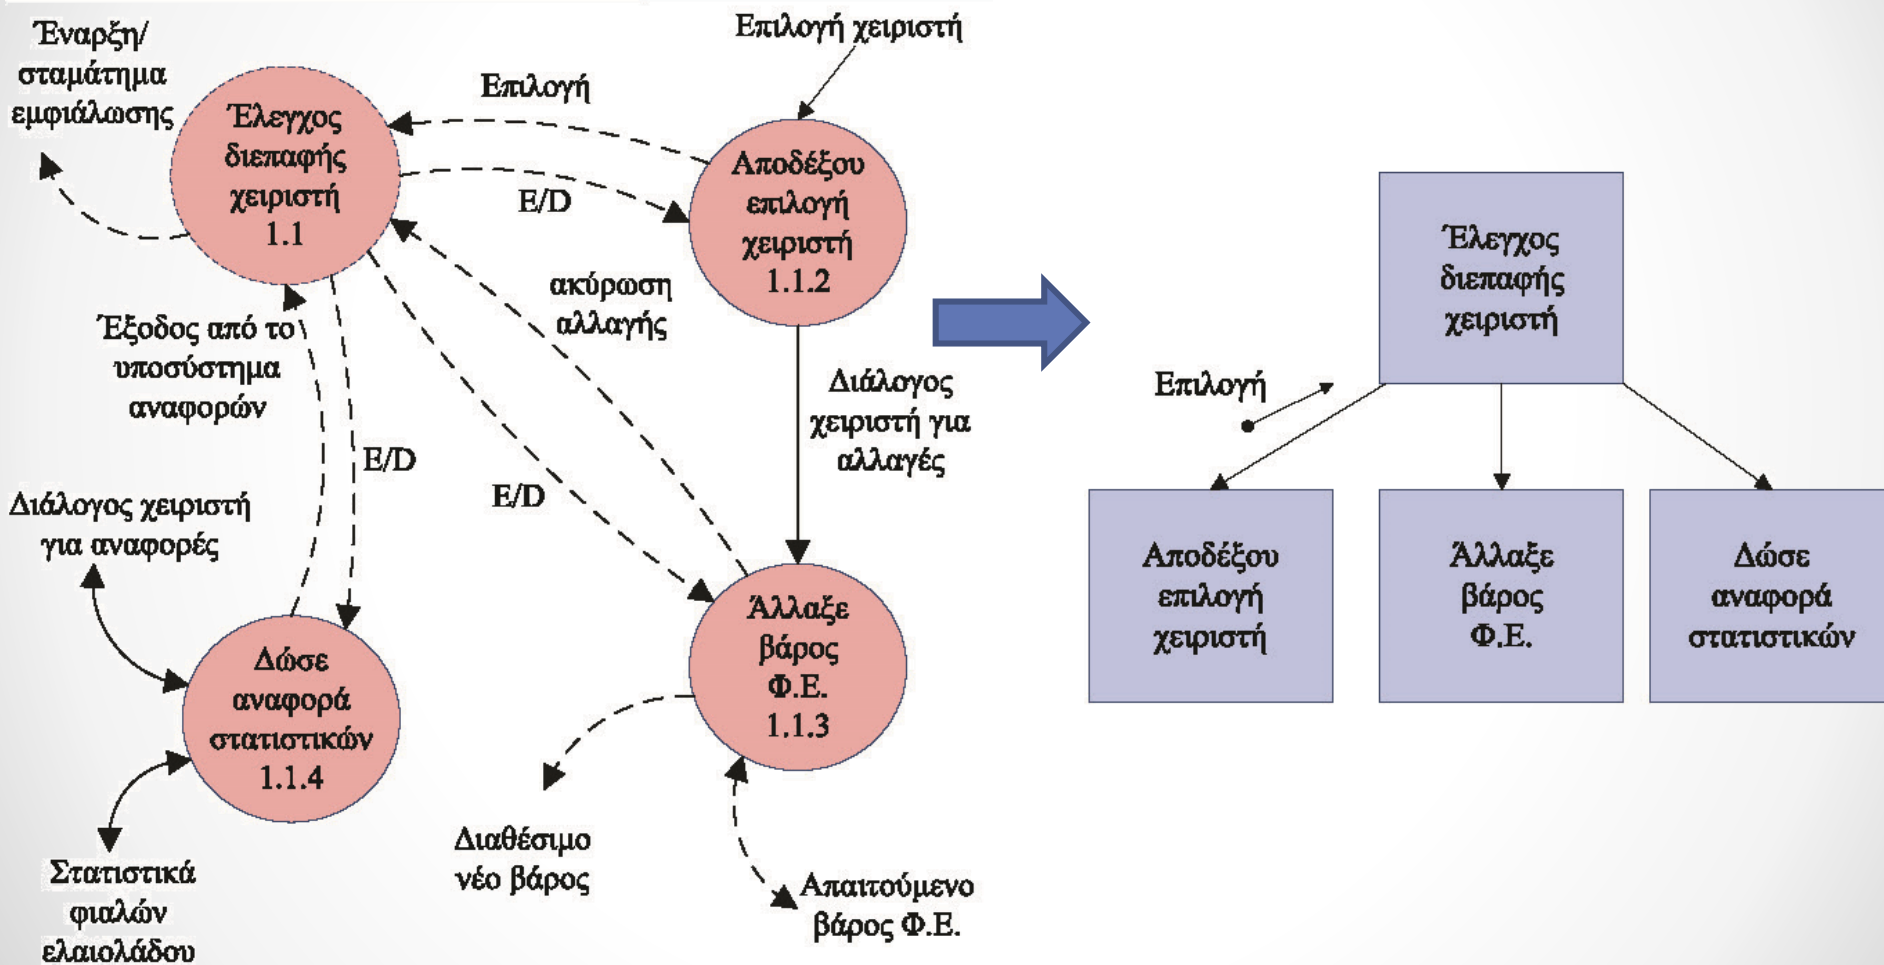 Έναρξη/
σταμάτημα
εμφιάλωσης
Έλεγχος
διεπαφής
χειριστή
1.1
Επιλογή
E/D
Επιλογή χειριστή
Αποδέξου
επιλογή
χειριστή
1.1.2
ακύρωση
αλλαγής
Έξοδος από το
υποσύστημα
αναφορών
E/D
E/D
Διάλογος
χειριστή για
αλλαγές
Διάλογος χειριστή
για αναφορές
Δώσε
αναφορά
στατιστικών
1.1.4
Άλλαξε
βάρος
Φ.Ε.
1.1.3
Στατιστικά
φιαλών
ελαιολάδου
Διαθέσιμο
νέο βάρος
Απαιτούμενο
βάρος Φ.Ε.
Έλεγχος
διεπαφής
χειριστή
Επιλογή
Αποδέξου
επιλογή
χειριστή
Άλλαξε
βάρος
Φ.Ε.
Δώσε
αναφορά
στατιστικών